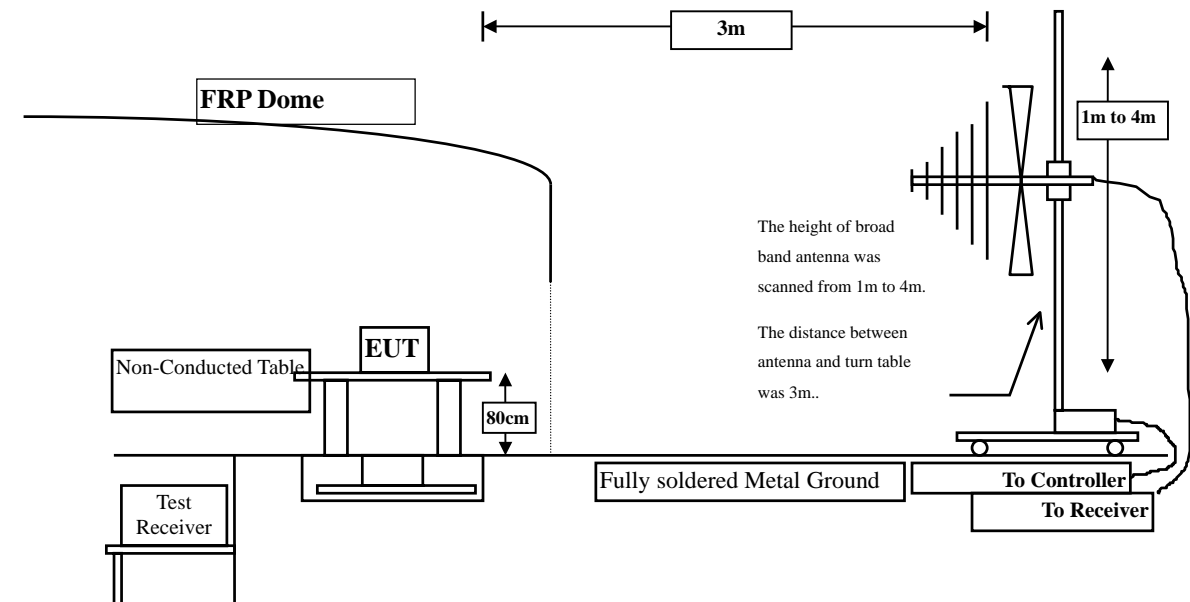 3m
FRP Dome
1m to 4m
The height of broad
band antenna was
scanned from 1m to 4m.
The distance between
antenna and turn table
was 3m..
EUT
Non-Conducted Table
80cm
Fully soldered Metal Ground
To Controller
To Receiver
Test
Receiver